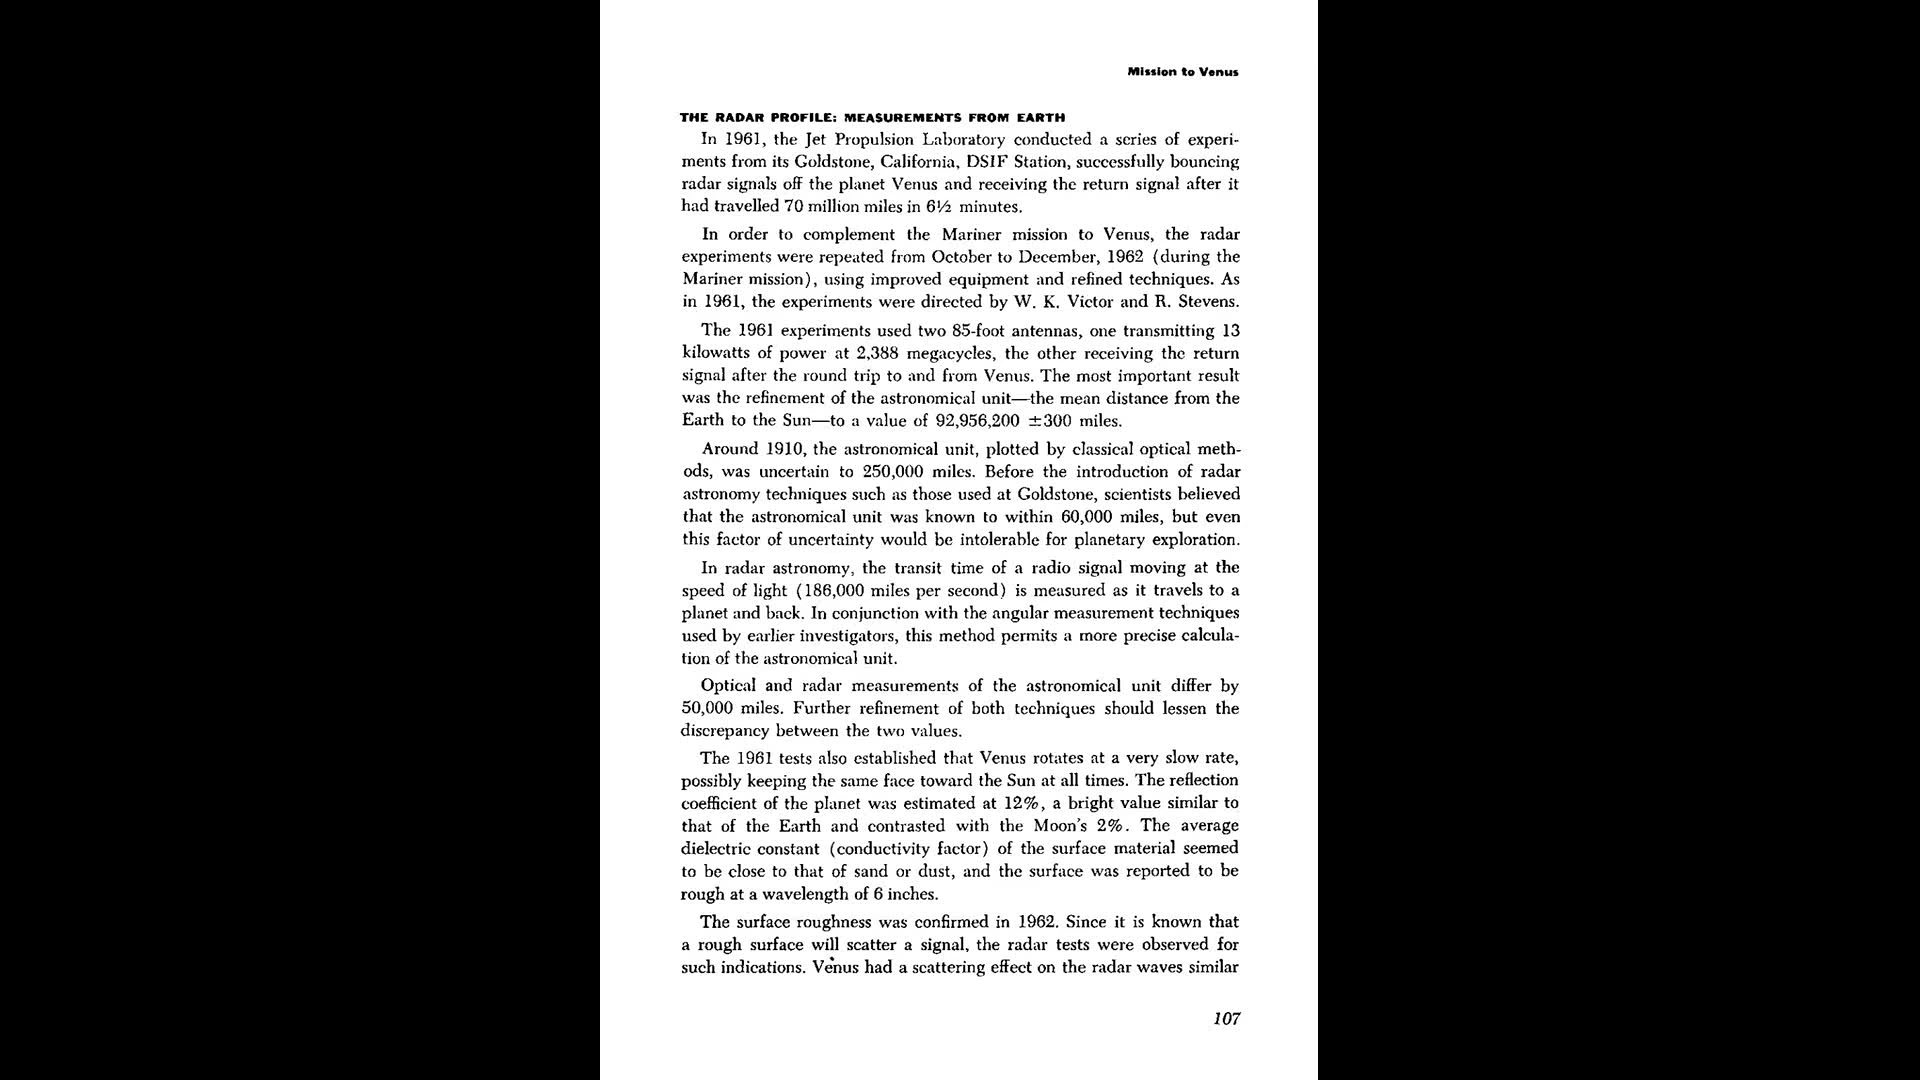 Mission to Venus
THE RADAR PROFILE: MEASUREMENTS FROM EARTH
In 1961, the Jet Propulsion Laboratory conducted a series of experi-
ments from its Goldstone, California, DSIF Station, successfully bouncing
radar signals off the planet Venus and receiving the return signal after it
had travelled 70 million miles in 6½ minutes.
In order to complement the Mariner mission to Venus, the radar
experiments were repeated from October to December, 1962 (during the
Mariner mission), using improved equipment and refined techniques. As
in 1961, the experiments were directed by W. K. Victor and R. Stevens.
The 1961 experiments used two 85-foot antennas, one transmitting 13
kilowatts of power at 2,388 megacycles, the other receiving the return
signal after the round trip to and from Venus. The most important result
was the refinement of the astronomical unit—the mean distance from the
Earth to the Sun—to a value of 92,956,200 ±300 miles.
Around 1910, the astronomical unit, plotted by classical optical meth-
ods, was uncertain to 250,000 miles. Before the introduction of radar
astronomy techniques such as those used at Goldstone, scientists believed
that the astronomical unit was known to within 60,000 miles, but even
this factor of uncertainty would be intolerable for planetary exploration.
In radar astronomy, the transit time of a radio signal moving at the
speed of light (186,000 miles per second) is measured as it travels to a
planet and back. In conjunction with the angular measurement techniques
used by earlier investigators, this method permits a more precise calcula-
tion of the astronomical unit.
Optical and radar measurements of the astronomical unit differ by
50,000 miles. Further refinement of both techniques should lessen the
discrepancy between the two values.
The 1961 tests also established that Venus rotates at a very slow rate,
possibly keeping the same face toward the Sun at all times. The reflection
coefficient of the planet was estimated at 12%, a bright value similar to
that of the Earth and contrasted with the Moon's 2%. The average
dielectric constant (conductivity factor) of the surface material seemed
to be close to that of sand or dust, and the surface was reported to be
rough at a wavelength of 6 inches.
The surface roughness was confirmed in 1962. Since it is known that
a rough surface will scatter a signal, the radar tests were observed for
such indications. Venus had a scattering effect on the radar waves similar
107